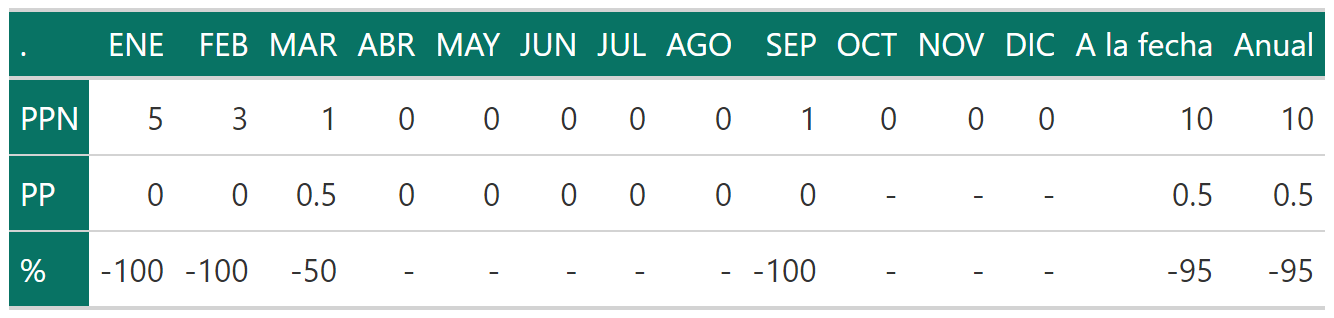 . ENE FEB MAR ABR MAY JUN JUL AGO SEP OCT NOV DIC A la fecha Anual
PPN 5 3 1 0 0 0 0 0 1 0 0 0 10 10
PP 0 0 0.5 0 0 0 0 0 0 - - - 0.5 0.5
% -100 -100 -50 - - - - - -100 - - - -95 -95